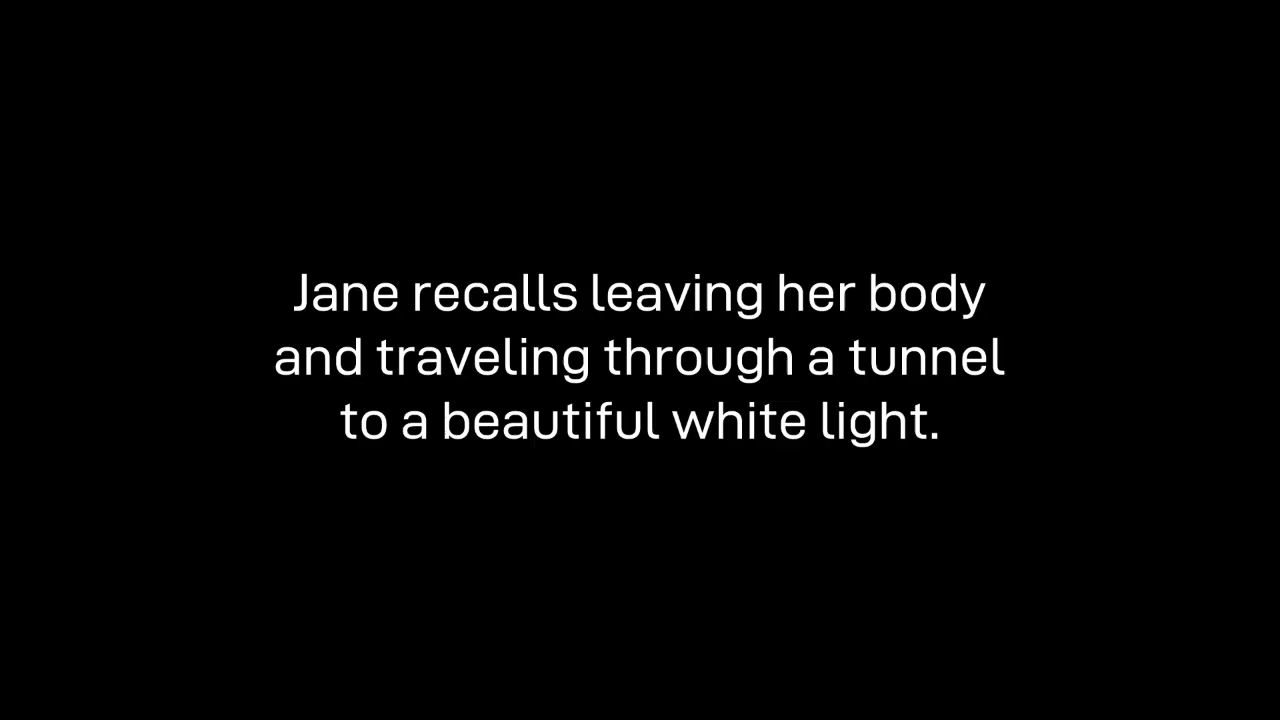 Jane recalls leaving her body
and traveling through a tunnel
to a beautiful white light.